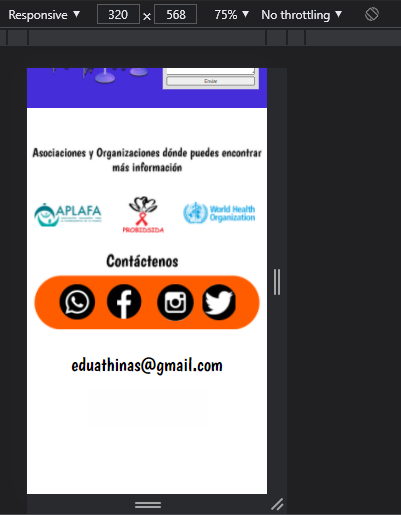 Responsive ▼ 320 × 568 75% ▼ No throttling ▼
Enviar
Asociaciones y Organizaciones dónde puedes encontrar
más información
APLAFA
PROBIDSIDA
World Health
Organization
Contáctenos
eduathinas@gmail.com